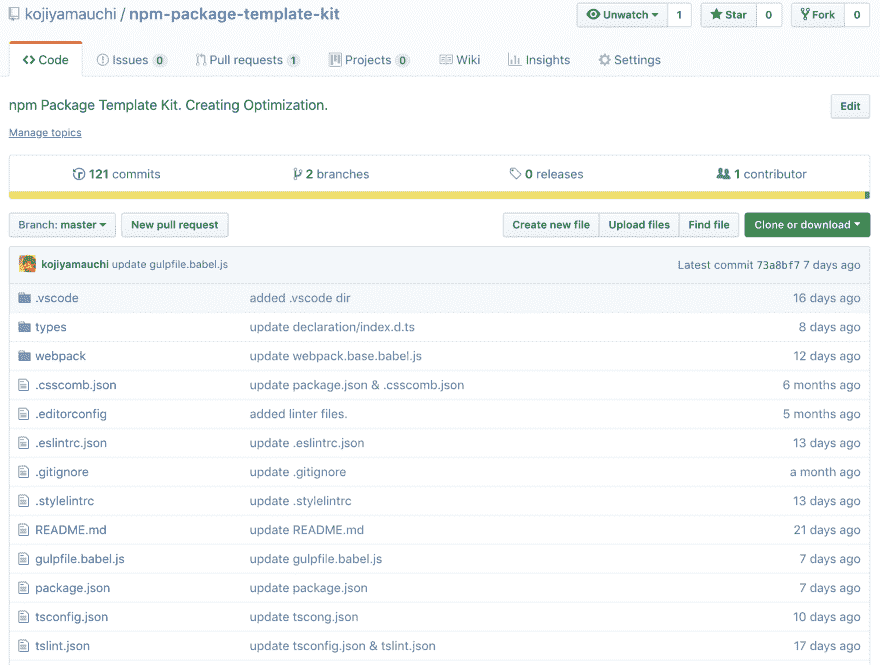 kojiyamauchi / npm-package-template-kit Unwatch 1 Star 0 Fork 0
Code Issues 0 Pull requests 1 Projects 0 Wiki Insights Settings
npm Package Template Kit. Creating Optimization. Edit
Manage topics
121 commits 2 branches 0 releases 1 contributor
Branch: master New pull request Create new file Upload files Find file Clone or download
kojiyamauchi update gulpfile.babel.js Latest commit 73a8bf7 7 days ago
.vscode added .vscode dir 16 days ago
types update declaration/index.d.ts 8 days ago
webpack update webpack.base.babel.js 12 days ago
.csscomb.json update package.json & .csscomb.json 6 months ago
.editorconfig added linter files. 5 months ago
.eslintrc.json update .eslintrc.json 13 days ago
.gitignore update .gitignore a month ago
.stylelintrc update .stylelintrc 13 days ago
README.md update README.md 21 days ago
gulpfile.babel.js update gulpfile.babel.js 7 days ago
package.json update package.json 7 days ago
tsconfig.json update tscong.json 10 days ago
tslint.json update tsconfig.json & tslint.json 17 days ago